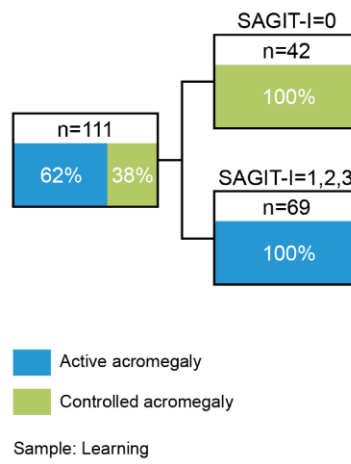 SAGIT-I=0
n=42
100%
n=111
62% 38%
SAGIT-I=1,2,3
n=69
100%
Active acromegaly
Controlled acromegaly
Sample: Learning